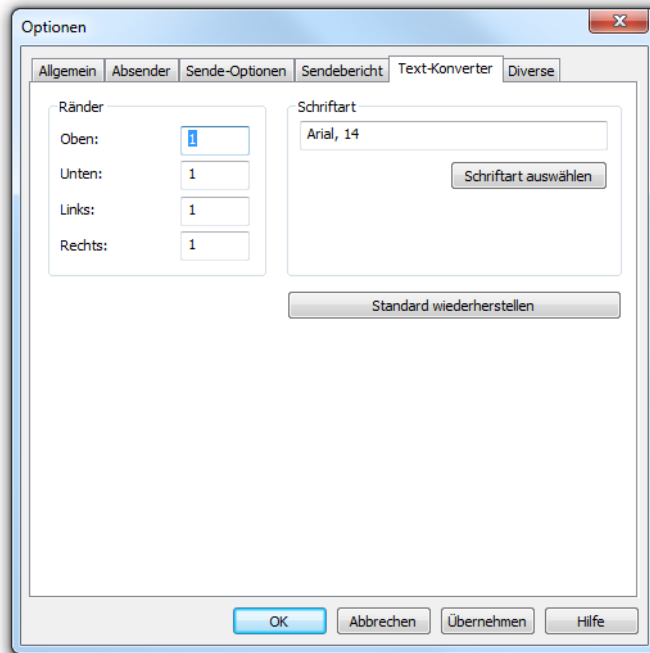 Optionen
x
Allgemein Absender Sende-Optionen Sendebericht Text-Konverter Diverse
Ränder
Oben: 1
Unten: 1
Links: 1
Rechts: 1
Schriftart
Arial, 14
Schriftart auswählen
Standard wiederherstellen
OK Abbrechen Übernehmen Hilfe